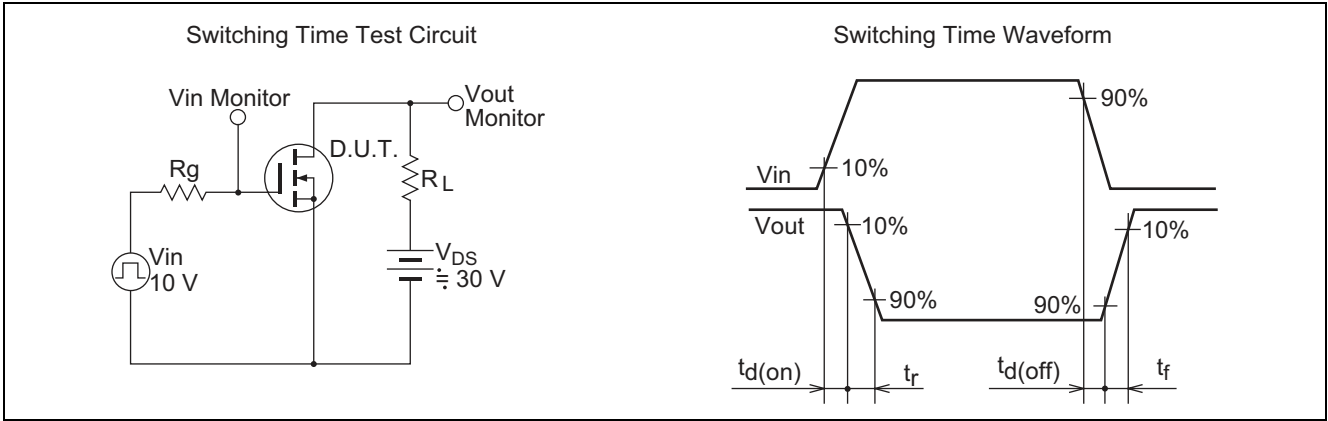 Switching Time Test Circuit
Vin Monitor
Vout
Monitor
D.U.T.
Rg
RL
Vin
10 V
VDS
≒ 30 V
Switching Time Waveform
90%
10%
Vin
Vout
10%
10%
90%
90%
td(on)
tr
td(off)
tf